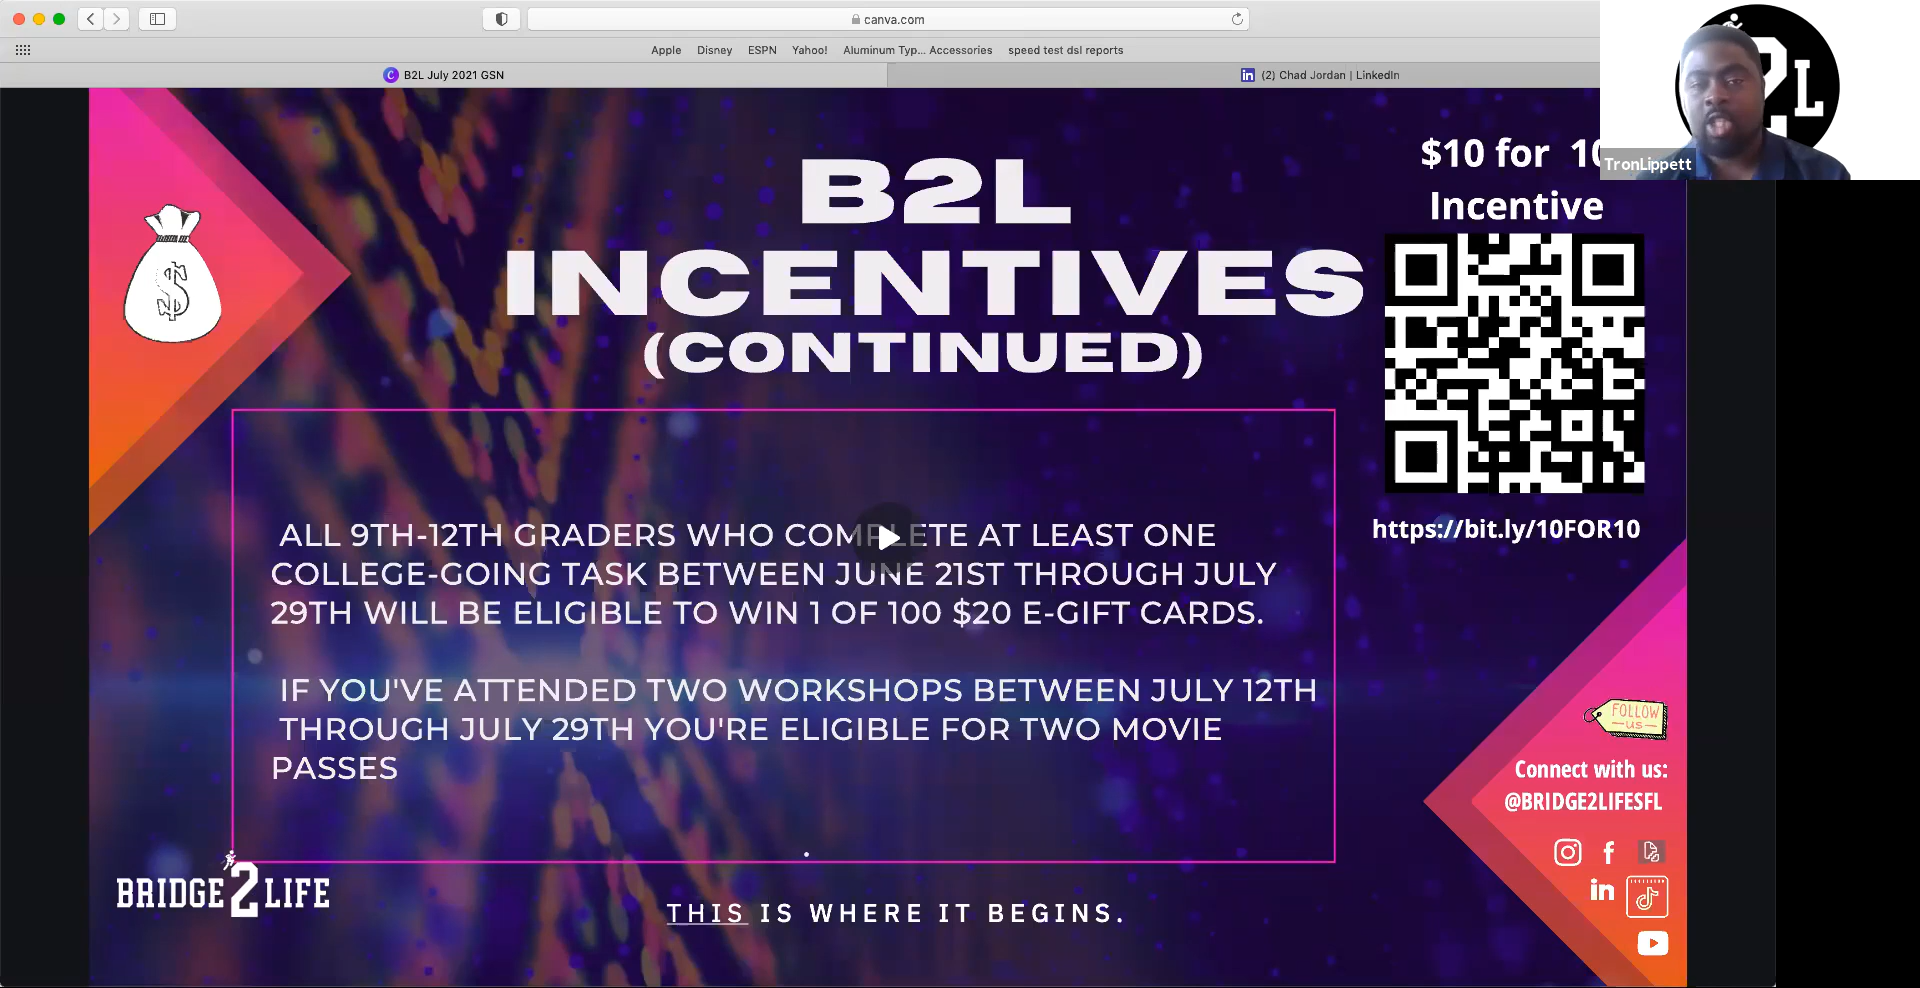 canva.com
Apple Disney ESPN Yahoo! Aluminum Typ... Accessories speed test dsl reports
B2L July 2021 GSN
(2) Chad Jordan | LinkedIn
2L
TronLippett
$10 for 10
Incentive
B2L
INCENTIVES
(CONTINUED)
https://bit.ly/10FOR10
ALL 9TH-12TH GRADERS WHO COMPLETE AT LEAST ONE
COLLEGE-GOING TASK BETWEEN JUNE 21ST THROUGH JULY
29TH WILL BE ELIGIBLE TO WIN 1 OF 100 $20 E-GIFT CARDS.
IF YOU'VE ATTENDED TWO WORKSHOPS BETWEEN JULY 12TH
THROUGH JULY 29TH YOU'RE ELIGIBLE FOR TWO MOVIE
PASSES
FOLLOW
US
Connect with us:
@BRIDGE2LIFESFL
BRIDGE2LIFE
THIS IS WHERE IT BEGINS.